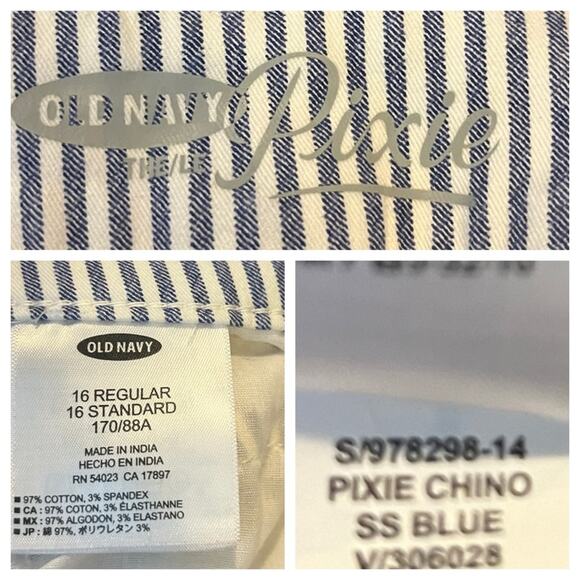 OLD NAVY Pixie
THE/LE
OLD NAVY
16 REGULAR
16 STANDARD
170/88A
MADE IN INDIA
HECHO EN INDIA
RN 54023 CA 17897
■ 97% COTTON, 3% SPANDEX
■ CA : 97% COTON, 3% ÉLASTHANNE
■ MX : 97% ALGODON, 3% ELASTANO
■ JP : 綿 97%, ポリウレタン 3%
S/978298-14
PIXIE CHINO
SS BLUE
V/306028